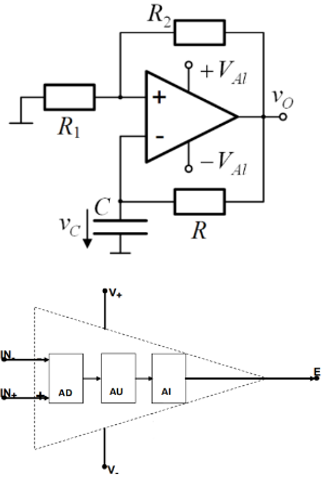 R2
+VAl
+
vO
R1
-
-VAl
C
vC
R
V+
IN-
-
AD
AU
AI
E
IN+
+
V-